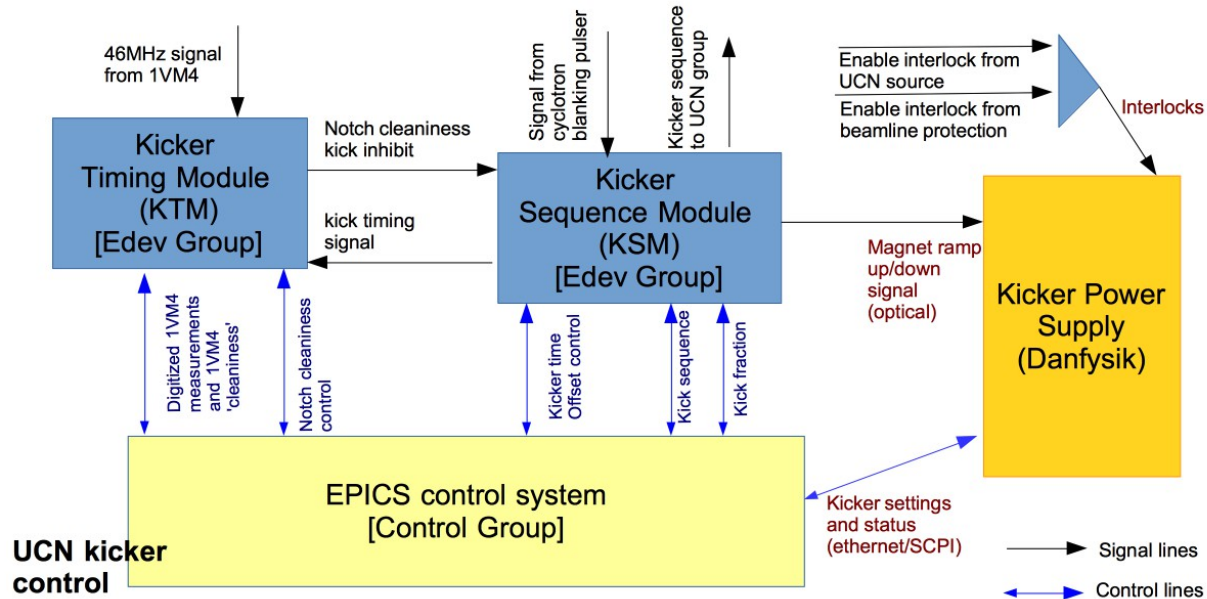 46MHz signal
from 1VM4
Signal from
cyclotron
blanking pulser
Kicker sequence
to UCN group
Enable interlock from
UCN source
Enable interlock from
beamline protection
Interlocks
Kicker
Timing Module
(KTM)
[Edev Group]
Notch cleaniness
kick inhibit
kick timing
signal
Kicker
Sequence Module
(KSM)
[Edev Group]
Magnet ramp
up/down
signal
(optical)
Kicker Power
Supply
(Danfysik)
Digitized 1VM4
measurements
and 1VM4
'cleaniness'
Notch cleaniness
control
Kicker time
Offset control
Kick sequence
Kick fraction
EPICS control system
[Control Group]
Kicker settings
and status
(ethernet/SCPI)
UCN kicker
control
Signal lines
Control lines